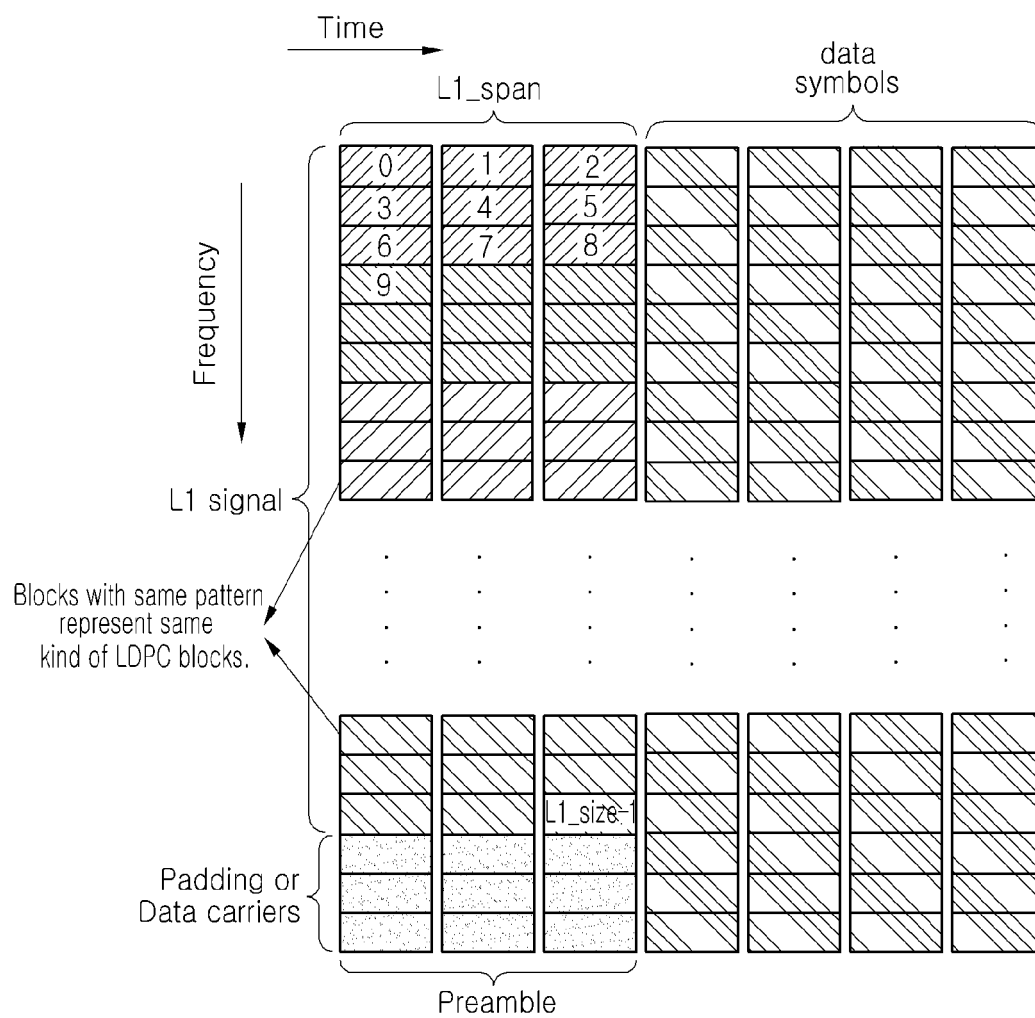 Time
L1_span
data
symbols
0 1 2
3 4 5
6 7 8
9
Frequency
L1 signal
Blocks with same pattern
represent same
kind of LDPC blocks.
L1_size-1
Padding or
Data carriers
Preamble